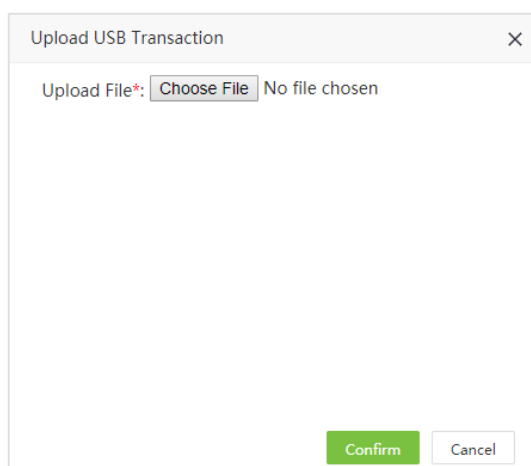 Upload USB Transaction
Upload File*: Choose File No file chosen
Confirm Cancel